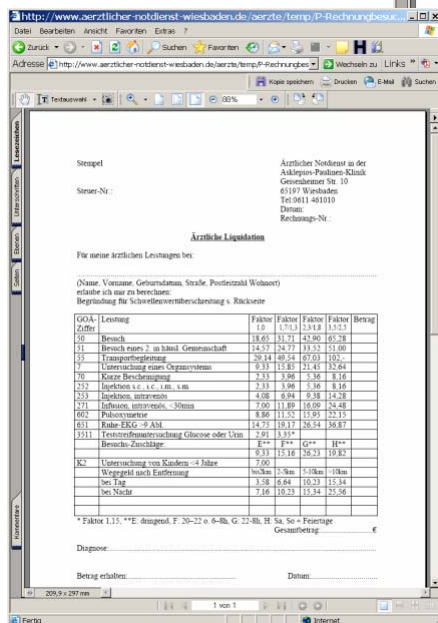 http://www.aerztlicher-notdienst-wiesbaden.de/aerzte/temp/P-Rechnungbesuc...
Datei Bearbeiten Ansicht Favoriten Extras ?
Zurück Suchen Favoriten
Adresse http://www.aerztlicher-notdienst-wiesbaden.de/aerzte/temp/P-Rechnungbes Wechseln zu Links »
Kopie speichern Drucken E-Mail Suchen
Textauswahl 88%
Lesezeichen
Unterschriften
Ebenen
Seiten
Kommentare
Stempel
Ärztlicher Notdienst in der
Asklepios-Paulinen-Klinik
Geisenheimer Str. 10
Steuer-Nr.:
65197 Wiesbaden
Tel:0611 461010
Datum:
Rechnungs-Nr.:
Ärztliche Liquidation
Für meine ärztlichen Leistungen bei:
(Name, Vorname, Geburtsdatum, Straße, Postleitzahl Wohnort)
erlaube ich mir zu berechnen:
Begründung für Schwellenwertüberschreitung s. Rückseite
GOÄ-Ziffer Leistung Faktor 1,0 Faktor 1,7/1,3 Faktor 2,3/1,8 Faktor 3,5/2,5 Betrag
50 Besuch 18,65 31,71 42,90 65,28
51 Besuch eines 2. in häusl. Gemeinschaft 14,57 24,77 33,52 51,00
55 Transportbegleitung 29,14 49,54 67,03 102,-
7 Untersuchung eines Organsystems 9,33 15,85 21,45 32,64
70 Kurze Bescheinigung 2,33 3,96 5,36 8,16
252 Injektion s.c., i.c., i.m., s.m. 2,33 3,96 5,36 8,16
253 Injektion, intravenös, 4,08 6,94 9,38 14,28
271 Infusion, intravenös, <30min 7,00 11,89 16,09 24,48
602 Pulsoxymetrie 8,86 11,52 15,95 22,15
651 Ruhe-EKG >9 Abl. 14,75 19,17 26,54 36,87
3511 Teststreifenuntersuchung Glucose oder Urin 2,91 3,35*
Besuchs-Zuschläge: E** F** G** H**
9,33 15,16 26,23 19,82
K2 Untersuchung von Kindern <4 Jahre 7,00
Wegegeld nach Entfernung bis2km 2-5km 5-10km >10km
bei Tag 3,58 6,64 10,23 15,34
bei Nacht 7,16 10,23 15,34 25,56
* Faktor 1,15, **E: dringend, F: 20-22 o. 6-8h, G: 22-8h, H: Sa, So + Feiertage
Gesamtbetrag: €
Diagnose:
Betrag erhalten: Datum:
209,9 x 297 mm
1 von 1
Fertig Internet